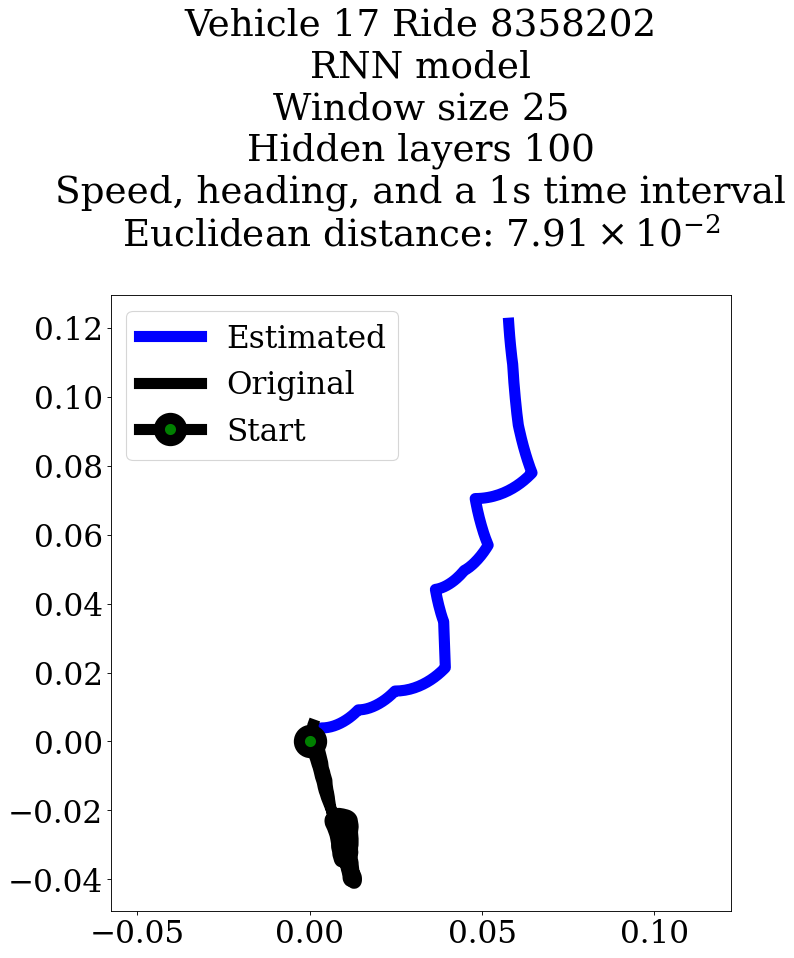 Vehicle 17 Ride 8358202
RNN model
Window size 25
Hidden layers 100
Speed, heading, and a 1s time interval
Euclidean distance: 7.91 × 10⁻²
Estimated
Original
Start
0.12
0.10
0.08
0.06
0.04
0.02
0.00
−0.02
−0.04
−0.05 0.00 0.05 0.10